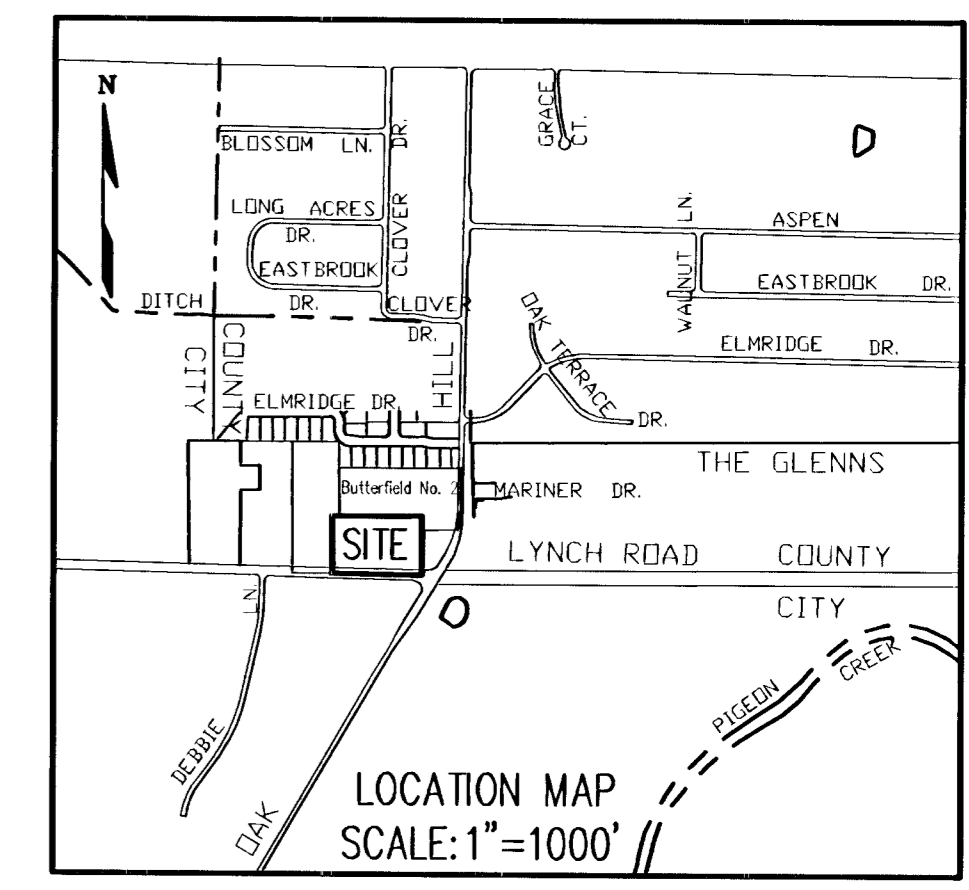 N
GRACE
CT.
BLOSSOM LN.
DR.
CLOVER
LONG ACRES
DR.
EASTBROOK
DR.
WALNUT LN.
ASPEN
EASTBROOK DR.
DITCH
CLOVER
DR.
OAK TERRACE
DR.
ELMRIDGE DR.
CITY
COUNTY
HILL
ELMRIDGE DR.
THE GLENNS
Butterfield No. 2
MARINER DR.
SITE
LYNCH ROAD COUNTY
CITY
LN.
DEBBIE
OAK
PIGEON
CREEK
LOCATION MAP
SCALE: 1"=1000'